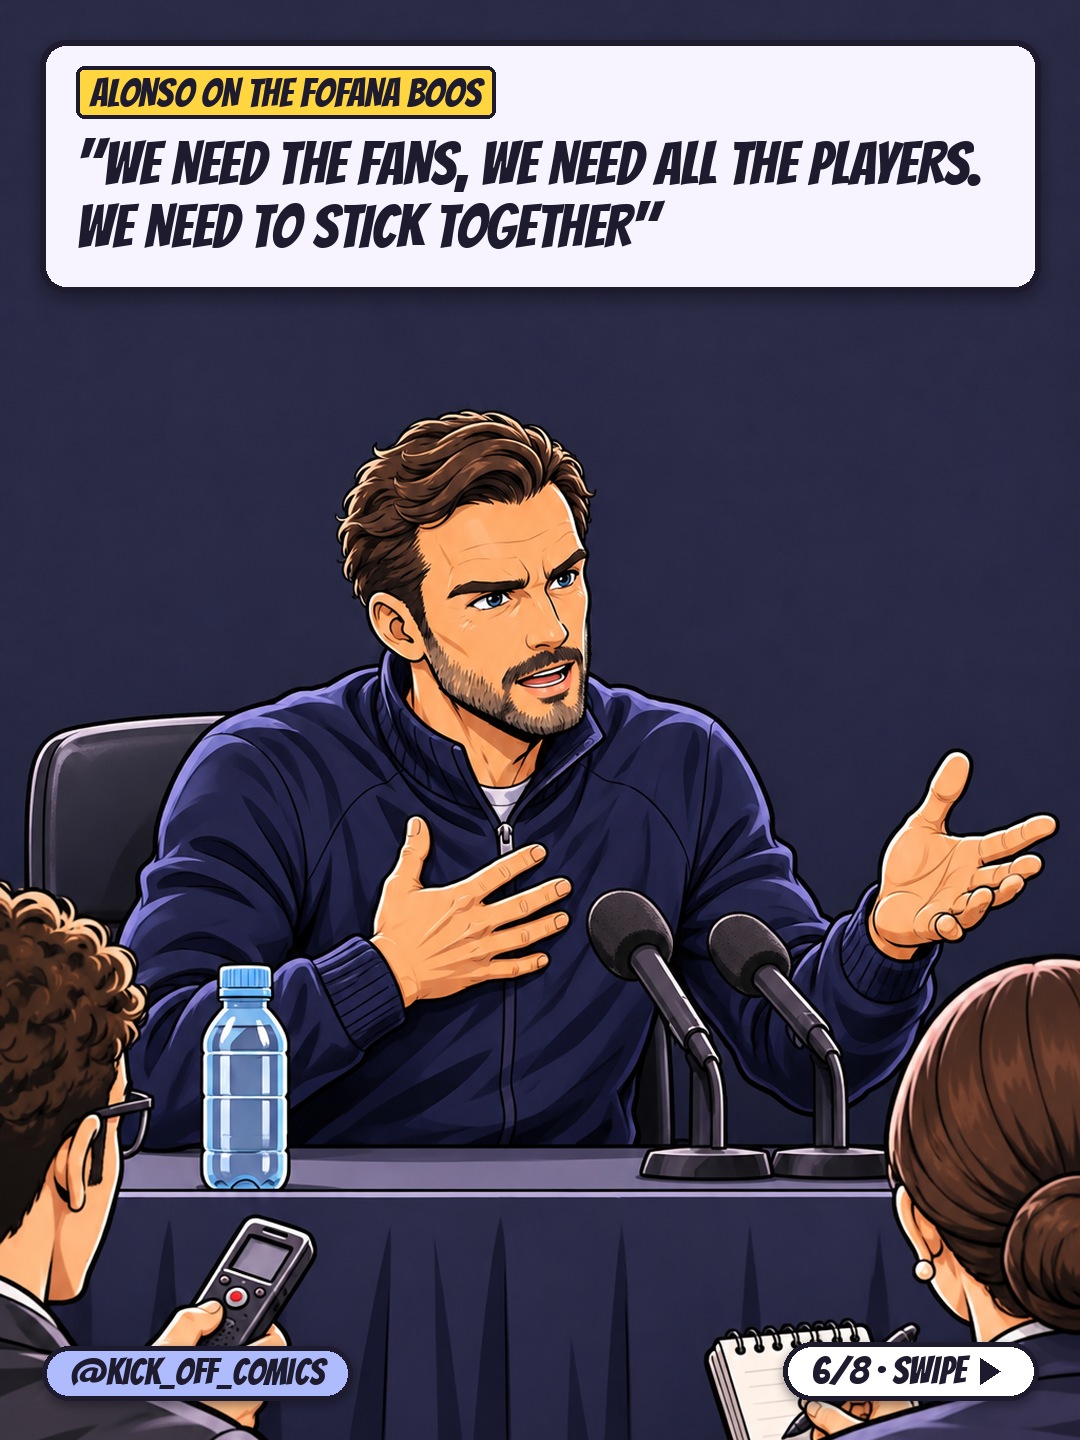 ALONSO ON THE FOFANA BOOS
"WE NEED THE FANS, WE NEED ALL THE PLAYERS.
WE NEED TO STICK TOGETHER"
@KICK_OFF_COMICS
6/8 • SWIPE ▶